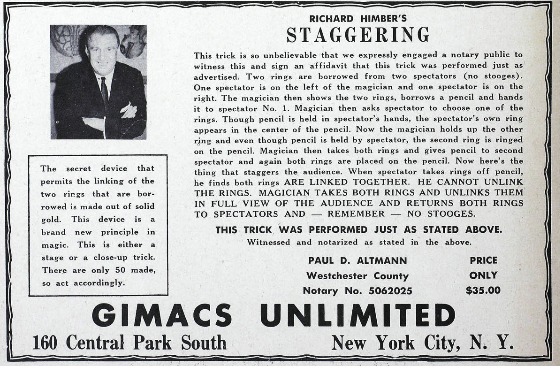 RICHARD HIMBER'S
STAGGERING
This trick is so unbelievable that we expressly engaged a notary public to
witness this and sign an affidavit that this trick was performed just as
advertised. Two rings are borrowed from two spectators (no stooges).
One spectator is on the left of the magician and one spectator is on the
right. The magician then shows the two rings, borrows a pencil and hands
it to spectator No. 1. Magician then asks spectator to choose one of the
rings. Though pencil is held in spectator's hands, the spectator's own ring
appears in the center of the pencil. Now the magician holds up the other
ring and even though pencil is held by spectator, the second ring is ringed
on the pencil. Magician then takes both rings and gives pencil to second
spectator and again both rings are placed on the pencil. Now here's the
thing that staggers the audience. When spectator takes rings off pencil,
he finds both rings ARE LINKED TOGETHER. HE CANNOT UNLINK
THE RINGS. MAGICIAN TAKES BOTH RINGS AND UNLINKS THEM
IN FULL VIEW OF THE AUDIENCE AND RETURNS BOTH RINGS
TO SPECTATORS AND — REMEMBER — NO STOOGES.
THIS TRICK WAS PERFORMED JUST AS STATED ABOVE.
Witnessed and notarized as stated in the above.
The secret device that
permits the linking of the
two rings that are bor-
rowed is made out of solid
gold. This device is a
brand new principle in
magic. This is either a
stage or a close-up trick.
There are only 50 made,
so act accordingly.
PAUL D. ALTMANN
Westchester County
Notary No. 5062025
PRICE
ONLY
$35.00
GIMACS UNLIMITED
160 Central Park South New York City, N. Y.